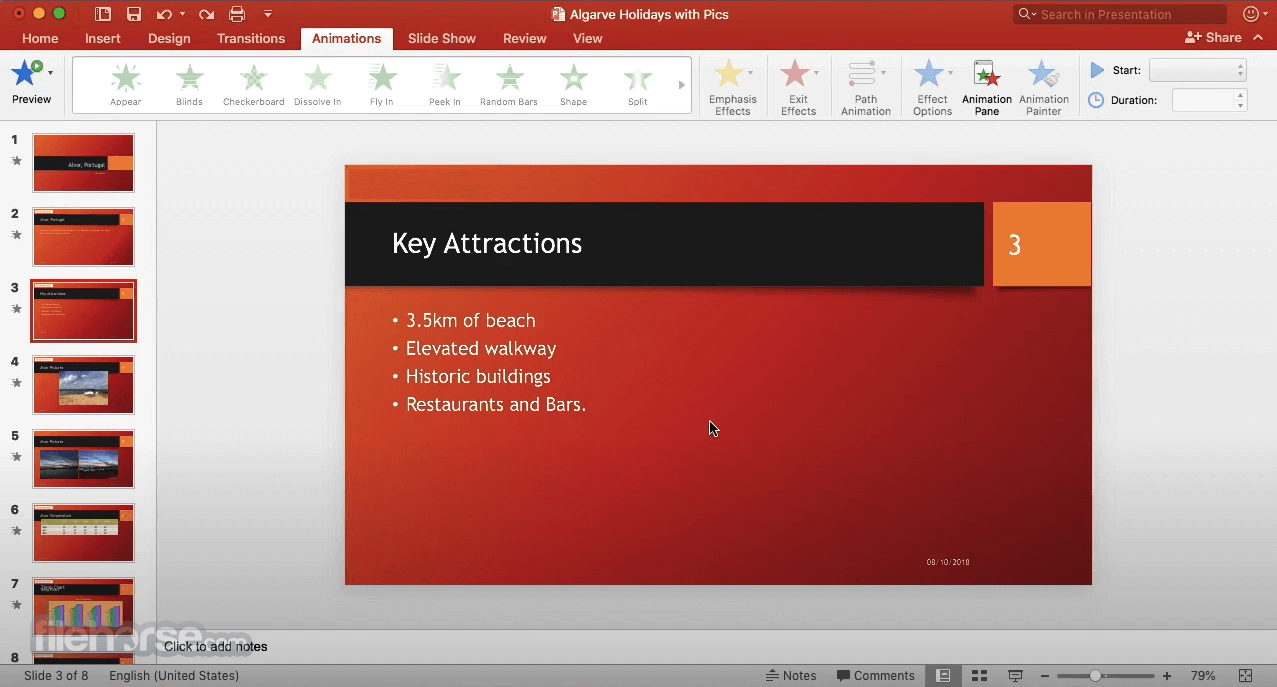 Algarve Holidays with Pics
Search in Presentation
Home Insert Design Transitions Animations Slide Show Review View
Share
Preview
Appear Blinds Checkerboard Dissolve In Fly In Peek In Random Bars Shape Split
Emphasis Effects
Exit Effects
Path Animation
Effect Options
Animation Pane
Animation Painter
Start:
Duration:
1
Alvor, Portugal
2
Alvor, Portugal
3
Key Attractions
4
Alvor Pictures
5
Alvor Pictures
6
Alvor Temperature
7
8
Key Attractions
3
• 3.5km of beach
• Elevated walkway
• Historic buildings
• Restaurants and Bars.
08/10/2018
filehorse.com
Click to add notes
Slide 3 of 8
English (United States)
Notes
Comments
79%